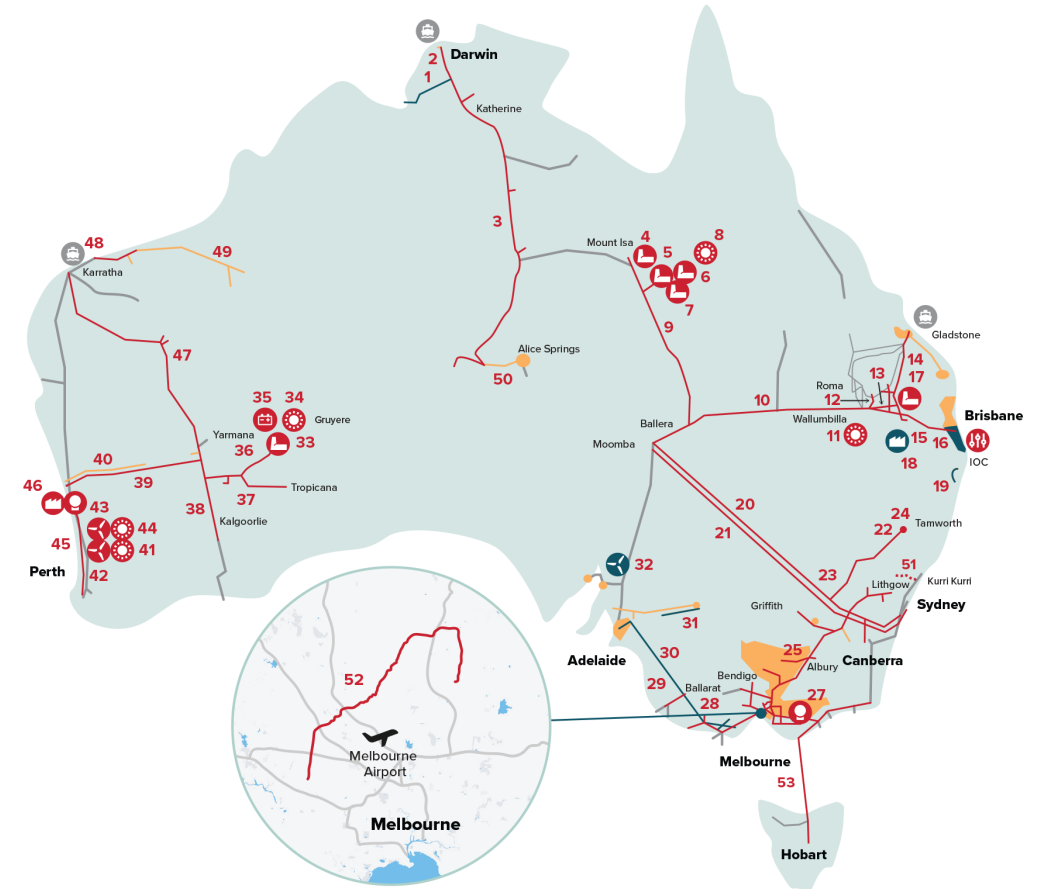 2
Darwin
1
Katherine
3
48
Karratha
49
Mount Isa
4
5
8
6
7
9
47
Alice Springs
50
Gladstone
14
13
17
Roma
12
10
Wallumbilla
11
15
16
Brisbane
IOC
18
19
35
34
Gruyere
Yarmana
36
33
Ballera
Moomba
40
39
37
Tropicana
38
Kalgoorlie
46
43
44
45
41
Perth
42
20
21
24
22
Tamworth
23
51
Lithgow
Kurri Kurri
Sydney
32
Griffith
31
Adelaide
30
25
Albury
Canberra
Bendigo
29
Ballarat
28
27
Melbourne
53
Hobart
52
Melbourne
Airport
Melbourne